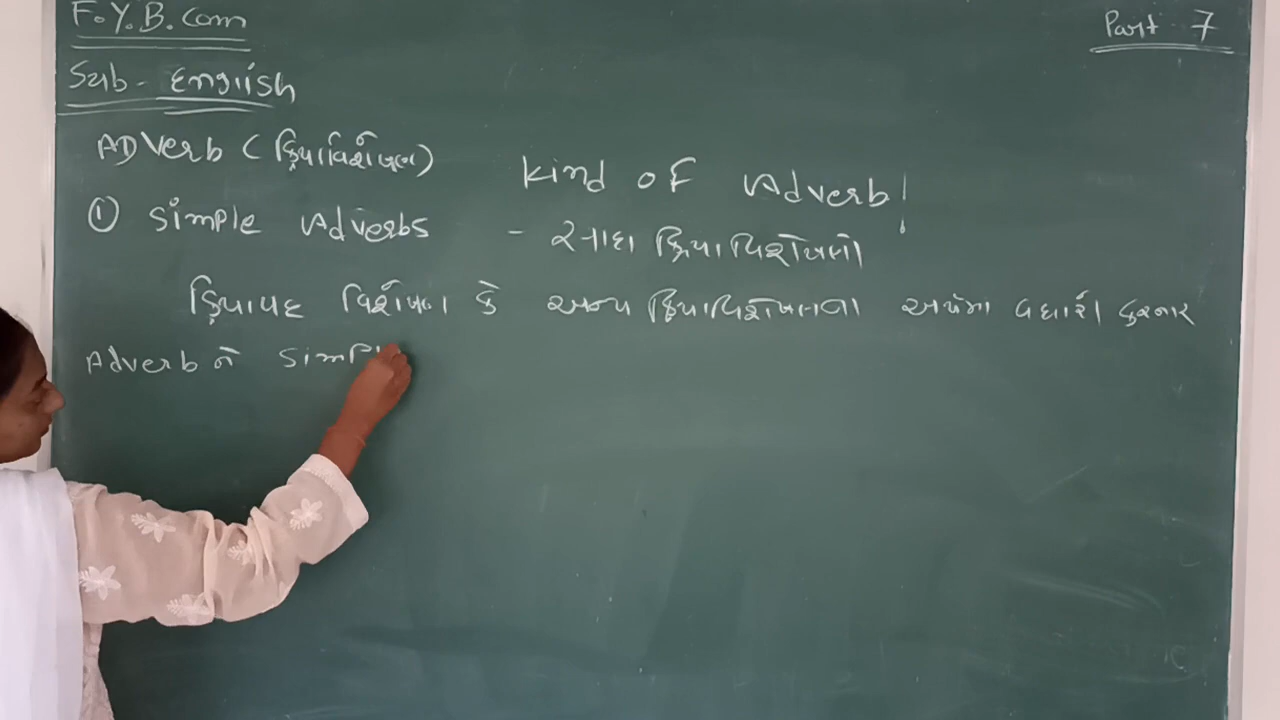 F.Y.B.Com
Part 7
Sub- English
ADverb (ક્રિયાવિશેષણ)
Kind of Adverb!
① Simple Adverbs - સાદા ક્રિયાવિશેષણો
ક્રિયાપદ વિશેષણ કે અન્ય ક્રિયાવિશેષણના અર્થમાં વધારો કરનાર
Adverb ને Simpl